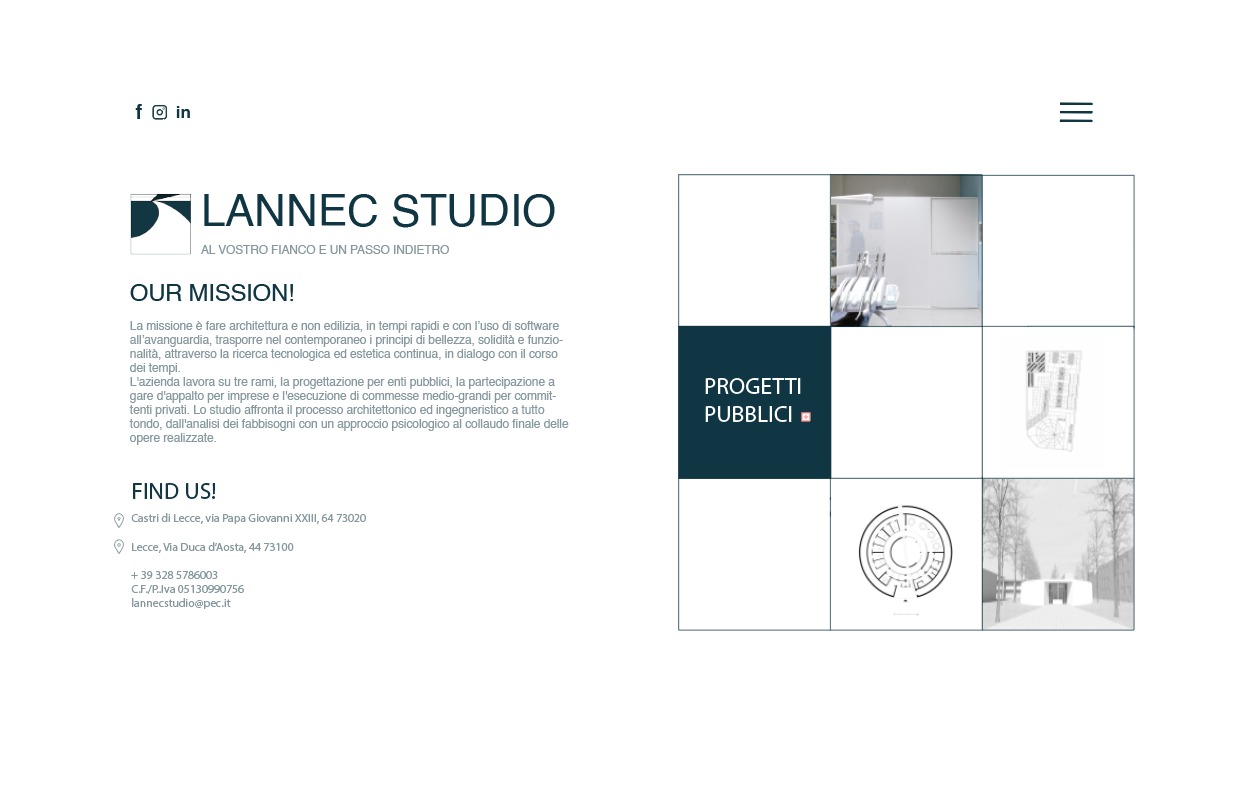 f in
LANNEC STUDIO
AL VOSTRO FIANCO E UN PASSO INDIETRO
OUR MISSION!
La missione è fare architettura e non edilizia, in tempi rapidi e con l’uso di software
all’avanguardia, trasporre nel contemporaneo i principi di bellezza, solidità e funzio-
nalità, attraverso la ricerca tecnologica ed estetica continua, in dialogo con il corso
dei tempi.
L'azienda lavora su tre rami, la progettazione per enti pubblici, la partecipazione a
gare d'appalto per imprese e l'esecuzione di commesse medio-grandi per commit-
tenti privati. Lo studio affronta il processo architettonico ed ingegneristico a tutto
tondo, dall'analisi dei fabbisogni con un approccio psicologico al collaudo finale delle
opere realizzate.
FIND US!
Castri di Lecce, via Papa Giovanni XXIII, 64 73020
Lecce, Via Duca d’Aosta, 44 73100
+ 39 328 5786003
C.F./P..Iva 05130990756
lannecstudio@pec.it
PROGETTI
PUBBLICI